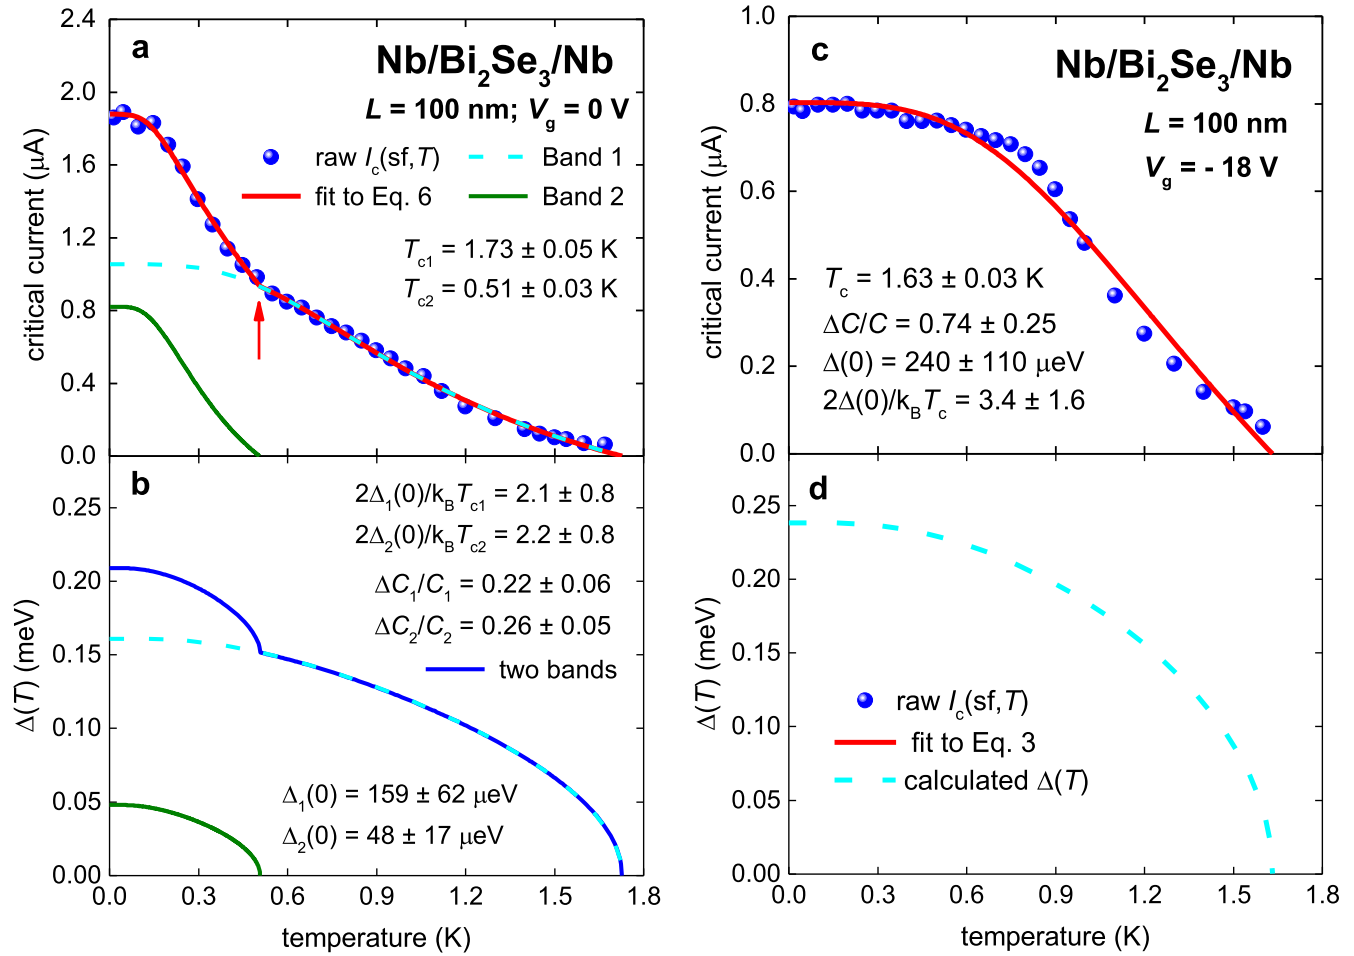 a
Nb/Bi2Se3/Nb
L = 100 nm; Vg = 0 V
raw Ic(sf,T)
Band 1
fit to Eq. 6
Band 2
Tc1 = 1.73 ± 0.05 K
Tc2 = 0.51 ± 0.03 K
critical current (μA)
2.4
2.0
1.6
1.2
0.8
0.4
0.0
b
2Δ1(0)/kBTc1 = 2.1 ± 0.8
2Δ2(0)/kBTc2 = 2.2 ± 0.8
ΔC1/C1 = 0.22 ± 0.06
ΔC2/C2 = 0.26 ± 0.05
two bands
Δ1(0) = 159 ± 62 μeV
Δ2(0) = 48 ± 17 μeV
Δ(T) (meV)
0.25
0.20
0.15
0.10
0.05
0.00
0.0 0.3 0.6 0.9 1.2 1.5 1.8
temperature (K)
c
Nb/Bi2Se3/Nb
L = 100 nm
Vg = - 18 V
Tc = 1.63 ± 0.03 K
ΔC/C = 0.74 ± 0.25
Δ(0) = 240 ± 110 μeV
2Δ(0)/kBTc = 3.4 ± 1.6
critical current (μA)
1.0
0.8
0.6
0.4
0.2
0.0
d
raw Ic(sf,T)
fit to Eq. 3
calculated Δ(T)
Δ(T) (meV)
0.25
0.20
0.15
0.10
0.05
0.00
0.0 0.3 0.6 0.9 1.2 1.5 1.8
temperature (K)